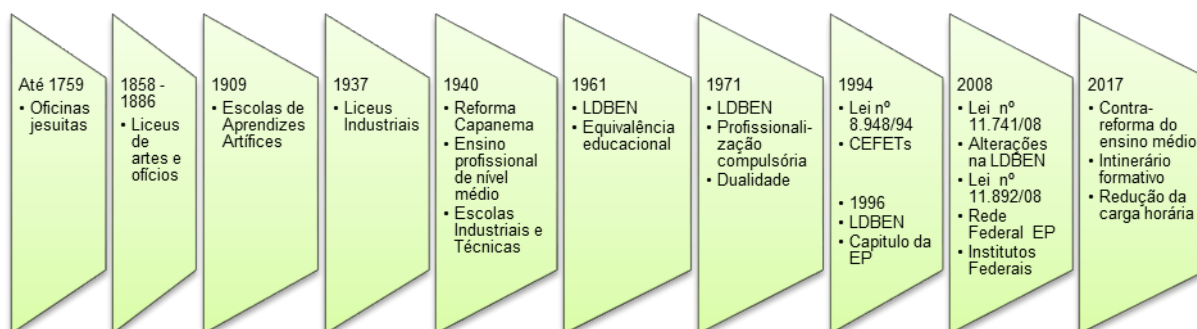 Até 1759
• Oficinas
jesuitas
1858 -
1886
• Liceus
de
artes e
ofícios
1909
• Escolas de
Aprendizes
Artífices
1937
• Liceus
Industriais
1940
• Reforma
Capanema
• Ensino
profissional
de nível
médio
• Escolas
Industriais e
Técnicas
1961
• LDBEN
• Equivalência
educacional
1971
• LDBEN
• Profissionali-
zação
compulsória
• Dualidade
1994
• Lei nº
8.948/94
• CEFETs
• 1996
• LDBEN
• Capitulo da
EP
2008
• Lei nº
11.741/08
• Alterações
na LDBEN
• Lei nº
11.892/08
• Rede
Federal EP
• Institutos
Federais
2017
• Contra-
reforma do
ensino médio
• Intinerário
formativo
• Redução da
carga horária